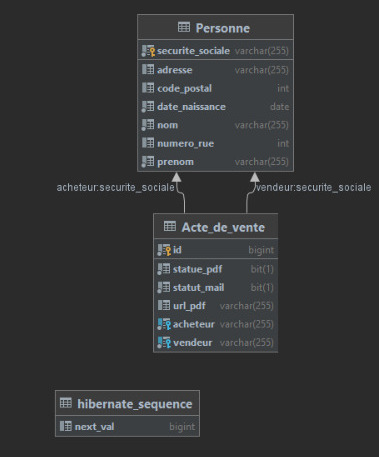 Personne
securite_sociale varchar(255)
adresse varchar(255)
code_postal int
date_naissance date
nom varchar(255)
numero_rue int
prenom varchar(255)
acheteur:securite_sociale vendeur:securite_sociale
Acte_de_vente
id bigint
statue_pdf bit(1)
statut_mail bit(1)
url_pdf varchar(255)
acheteur varchar(255)
vendeur varchar(255)
hibernate_sequence
next_val bigint